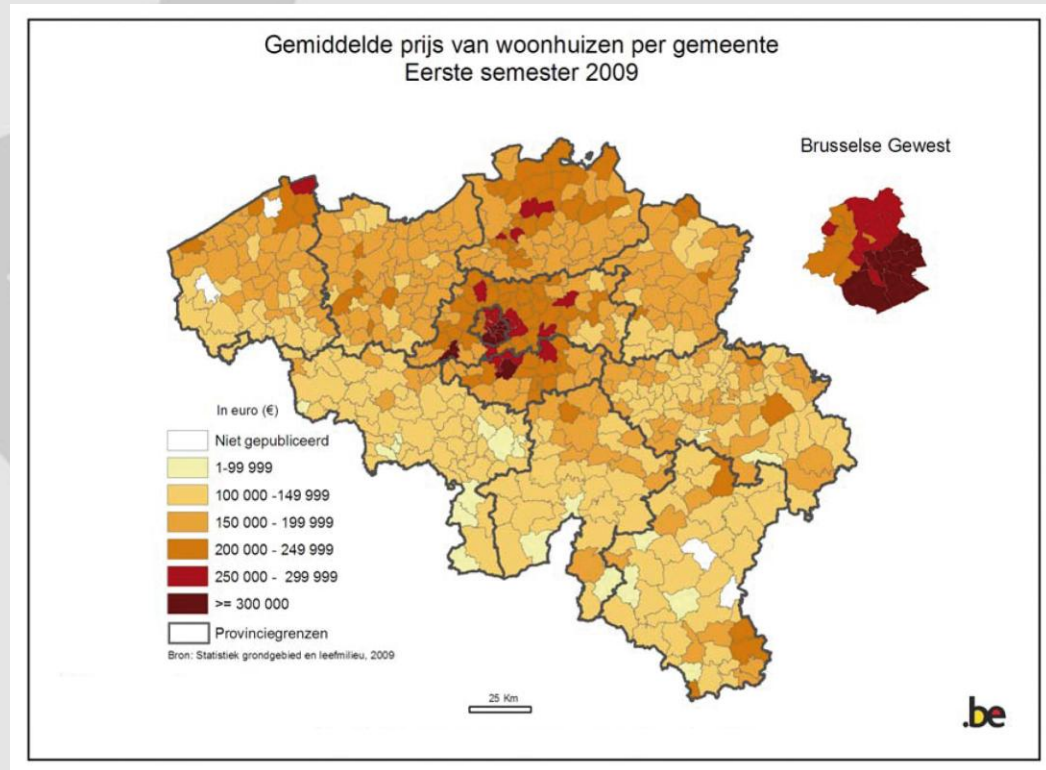 Gemiddelde prijs van woonhuizen per gemeente
Eerste semester 2009
Brusselse Gewest
In euro (€)
Niet gepubliceerd
1-99 999
100 000 -149 999
150 000 - 199 999
200 000 - 249 999
250 000 - 299 999
>= 300 000
Provinciegrenzen
Bron: Statistiek grondgebied en leefmilieu, 2009
25 Km
.be